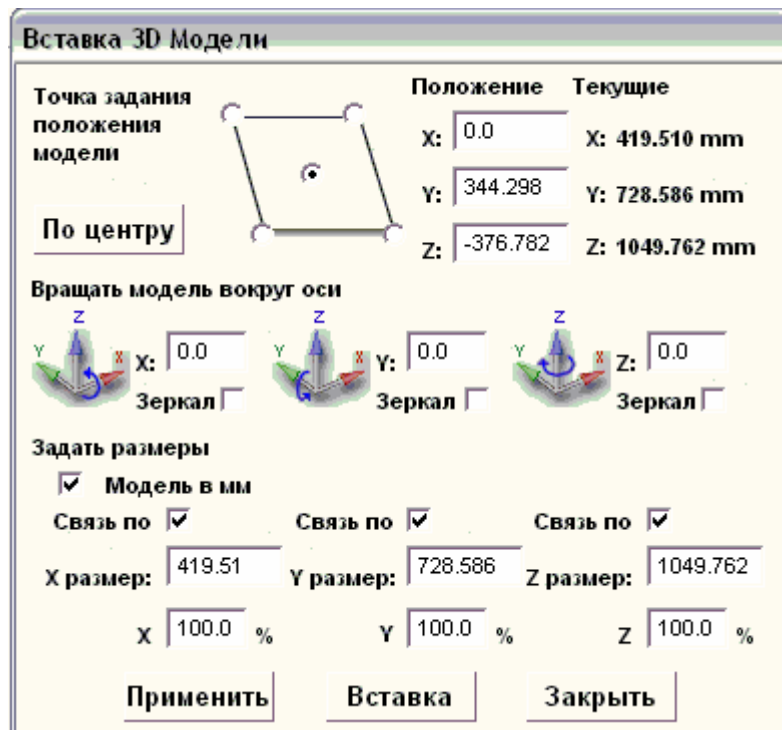 Вставка 3D Модели
Точка задания
положения
модели
По центру
Положение Текущие
X: 0.0 X: 419.510 mm
Y: 344.298 Y: 728.586 mm
Z: -376.782 Z: 1049.762 mm
Вращать модель вокруг оси
Z Y X X: 0.0 Z Y X Y: 0.0 Z Y X Z: 0.0
Зеркал Зеркал Зеркал
Задать размеры
Модель в мм
Связь по Связь по Связь по
X размер: 419.51 Y размер: 728.586 Z размер: 1049.762
X 100.0 % Y 100.0 % Z 100.0 %
Применить Вставка Закрыть